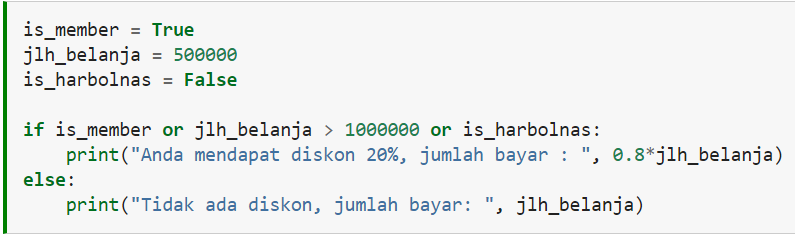 is_member = True
jlh_belanja = 500000
is_harbolnas = False
if is_member or jlh_belanja > 1000000 or is_harbolnas:
    print("Anda mendapat diskon 20%, jumlah bayar : ", 0.8*jlh_belanja)
else:
    print("Tidak ada diskon, jumlah bayar: ", jlh_belanja)